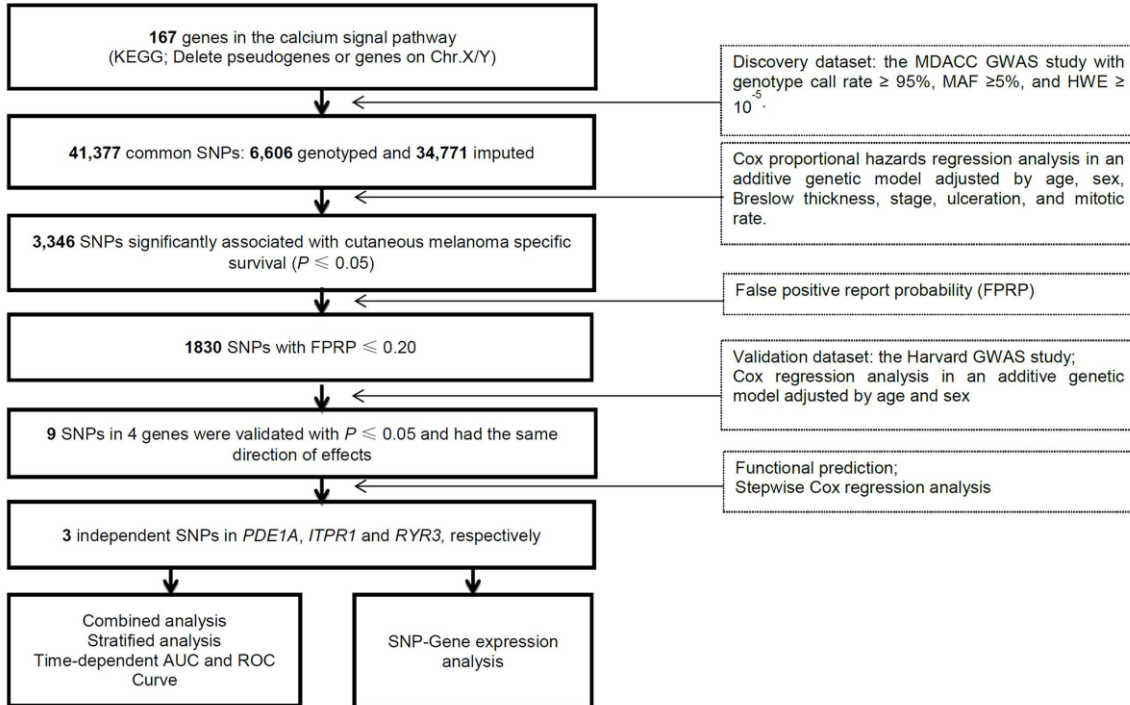 167 genes in the calcium signal pathway
(KEGG; Delete pseudogenes or genes on Chr.X/Y)
Discovery dataset: the MDACC GWAS study with
genotype call rate ≥ 95%, MAF ≥5%, and HWE ≥
10-5.
41,377 common SNPs: 6,606 genotyped and 34,771 imputed
Cox proportional hazards regression analysis in an
additive genetic model adjusted by age, sex,
Breslow thickness, stage, ulceration, and mitotic
rate.
3,346 SNPs significantly associated with cutaneous melanoma specific
survival (P ≤ 0.05)
False positive report probability (FPRP)
1830 SNPs with FPRP ≤ 0.20
Validation dataset: the Harvard GWAS study;
Cox regression analysis in an additive genetic
model adjusted by age and sex
9 SNPs in 4 genes were validated with P ≤ 0.05 and had the same
direction of effects
Functional prediction;
Stepwise Cox regression analysis
3 independent SNPs in PDE1A, ITPR1 and RYR3, respectively
Combined analysis
Stratified analysis
Time-dependent AUC and ROC
Curve
SNP-Gene expression
analysis